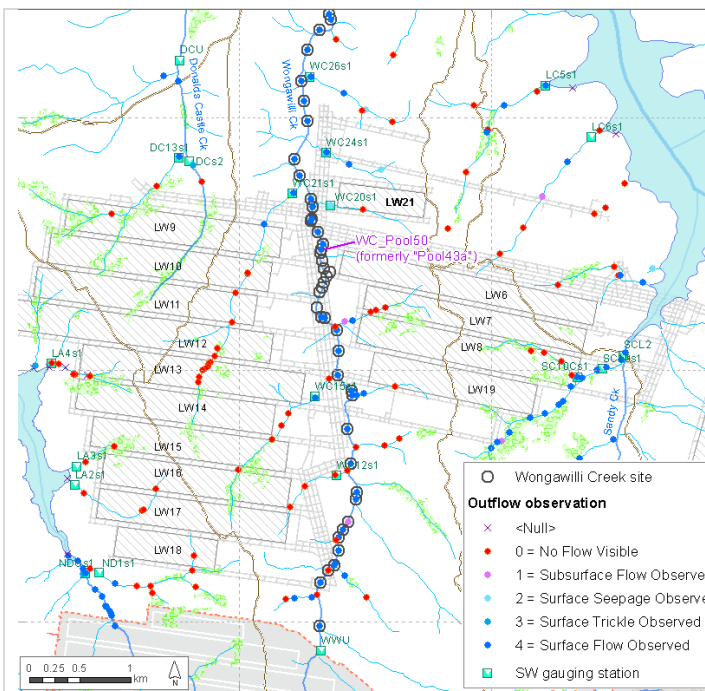 DCU
Donalds Castle Ck
Wongawilli Ck
WC26s1
LC5s1
LC6s1
DC13s1
DCs2
WC24s1
WC21s1
WC20s1
LW21
LW9
WC_Pool50
(formerly "Pool43a")
LW10
LW11
LW6
LW7
LW12
LW8
SCL2
LA4s1
LW13
SC10Cs1
LW19
WC15s1
LW14
Sandy Ck
LW15
LA3s1
LW16
LA2s1
LW17
LW18
ND1s1
WWU
Wongawilli Creek site
Outflow observation
<Null>
0 = No Flow Visible
1 = Subsurface Flow Observe
2 = Surface Seepage Observe
3 = Surface Trickle Observed
4 = Surface Flow Observed
SW gauging station
0 0.25 0.5 1
km
N